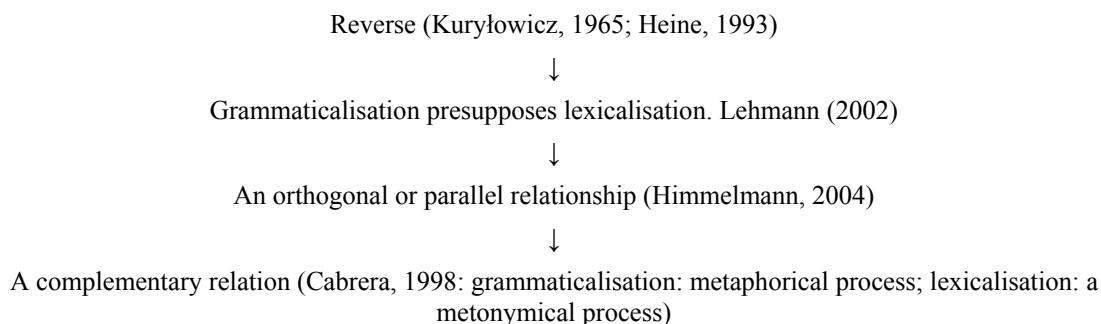 Reverse (Kuryłowicz, 1965; Heine, 1993)
↓
Grammaticalisation presupposes lexicalisation. Lehmann (2002)
↓
An orthogonal or parallel relationship (Himmelmann, 2004)
↓
A complementary relation (Cabrera, 1998: grammaticalisation: metaphorical process; lexicalisation: a
metonymical process)